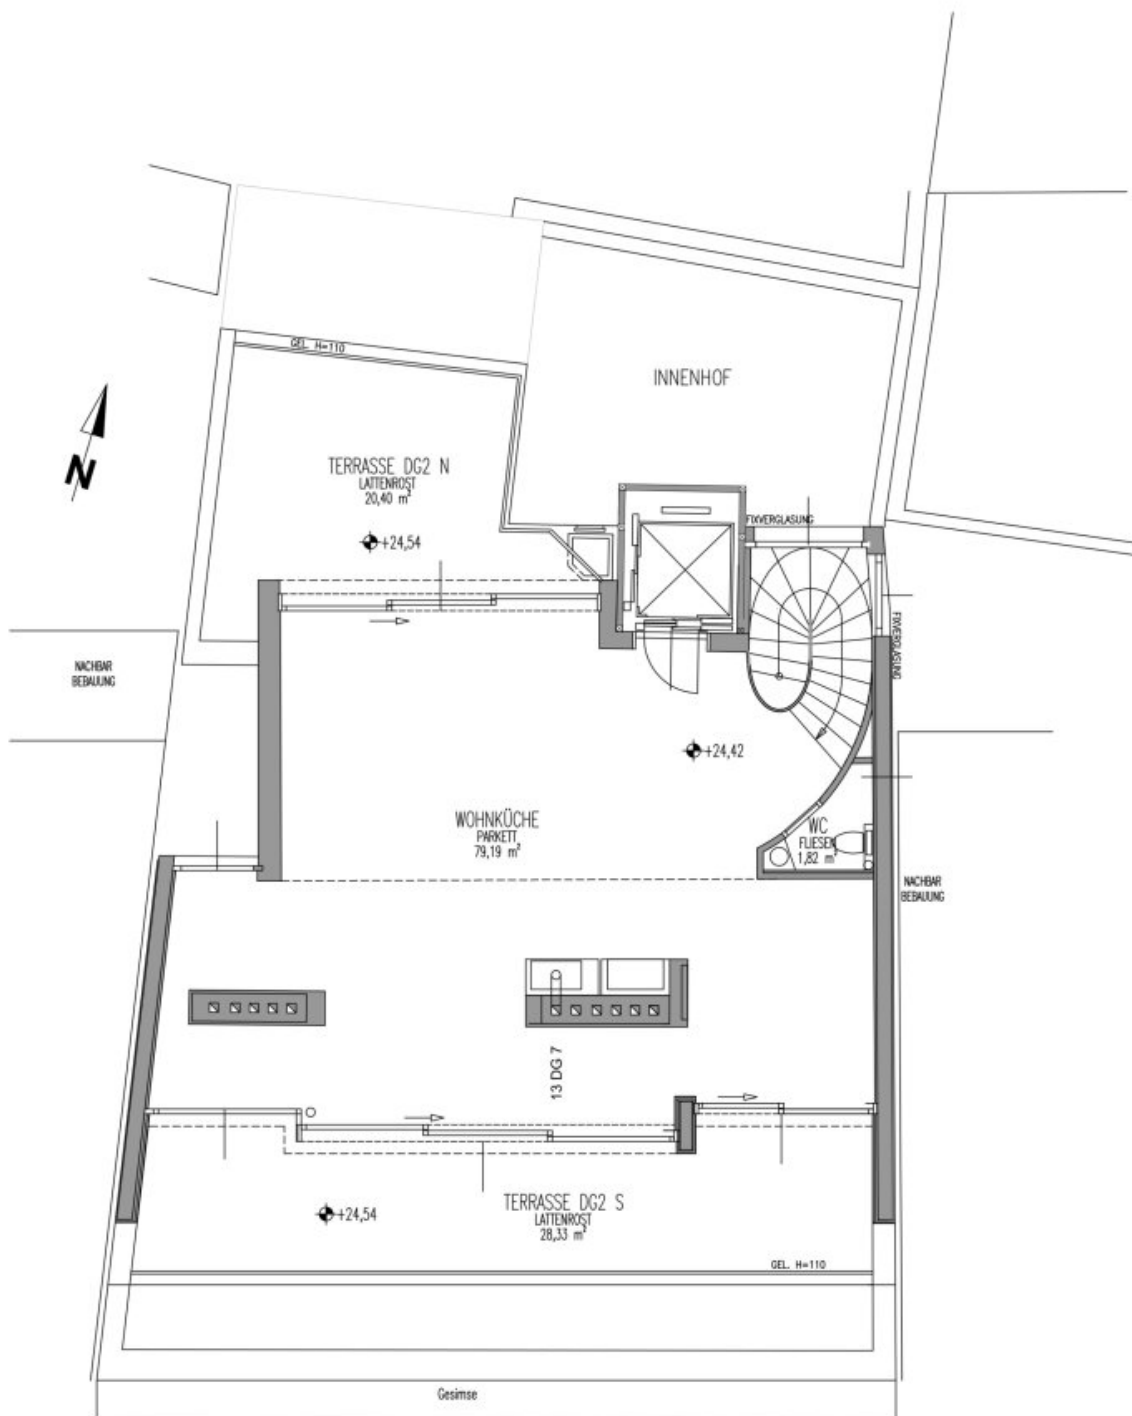 GEL. H=110
INNENHOF
N
TERRASSE DG2 N
LATTENROST
20,40 m²
+24,54
FIXVERGLASUNG
FIXVERGLASUNG
NACHBAR
BEBAUUNG
+24,42
WOHNKÜCHE
PARKETT
79,19 m²
WC
FLIESEN
1,82 m²
NACHBAR
BEBAUUNG
13 DG 7
TERRASSE DG2 S
LATTENROST
28,33 m²
+24,54
GEL. H=110
Gesimse